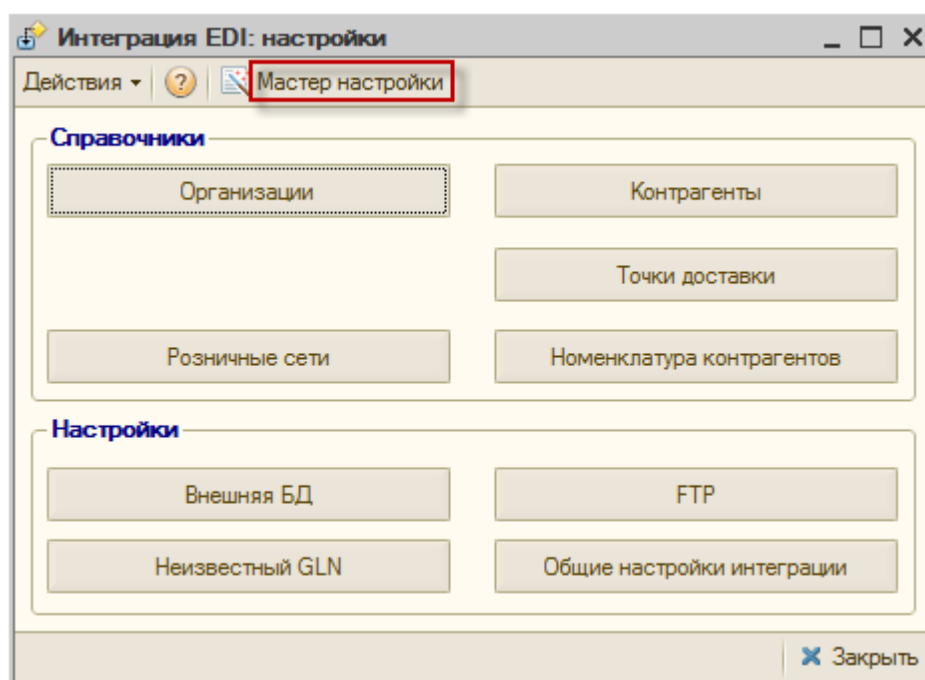 Интеграция EDI: настройки
Действия ? Мастер настройки
Справочники
Организации Контрагенты
Точки доставки
Розничные сети Номенклатура контрагентов
Настройки
Внешняя БД FTP
Неизвестный GLN Общие настройки интеграции
Закрыть